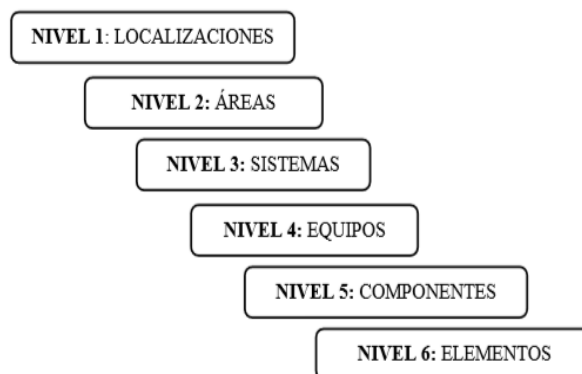 NIVEL 1: LOCALIZACIONES
NIVEL 2: ÁREAS
NIVEL 3: SISTEMAS
NIVEL 4: EQUIPOS
NIVEL 5: COMPONENTES
NIVEL 6: ELEMENTOS